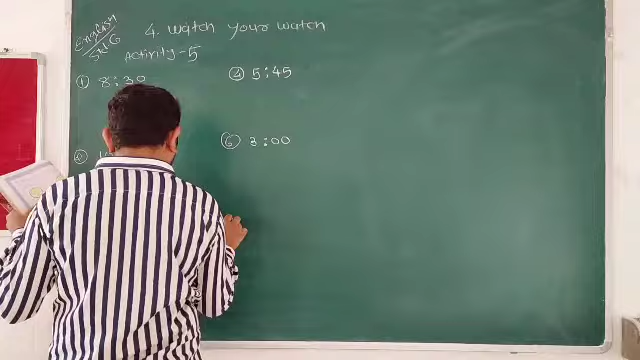 English
Std 6
4. Watch Your Watch
Activity-5
① 8:30
④ 5:45
⑥ 3:00